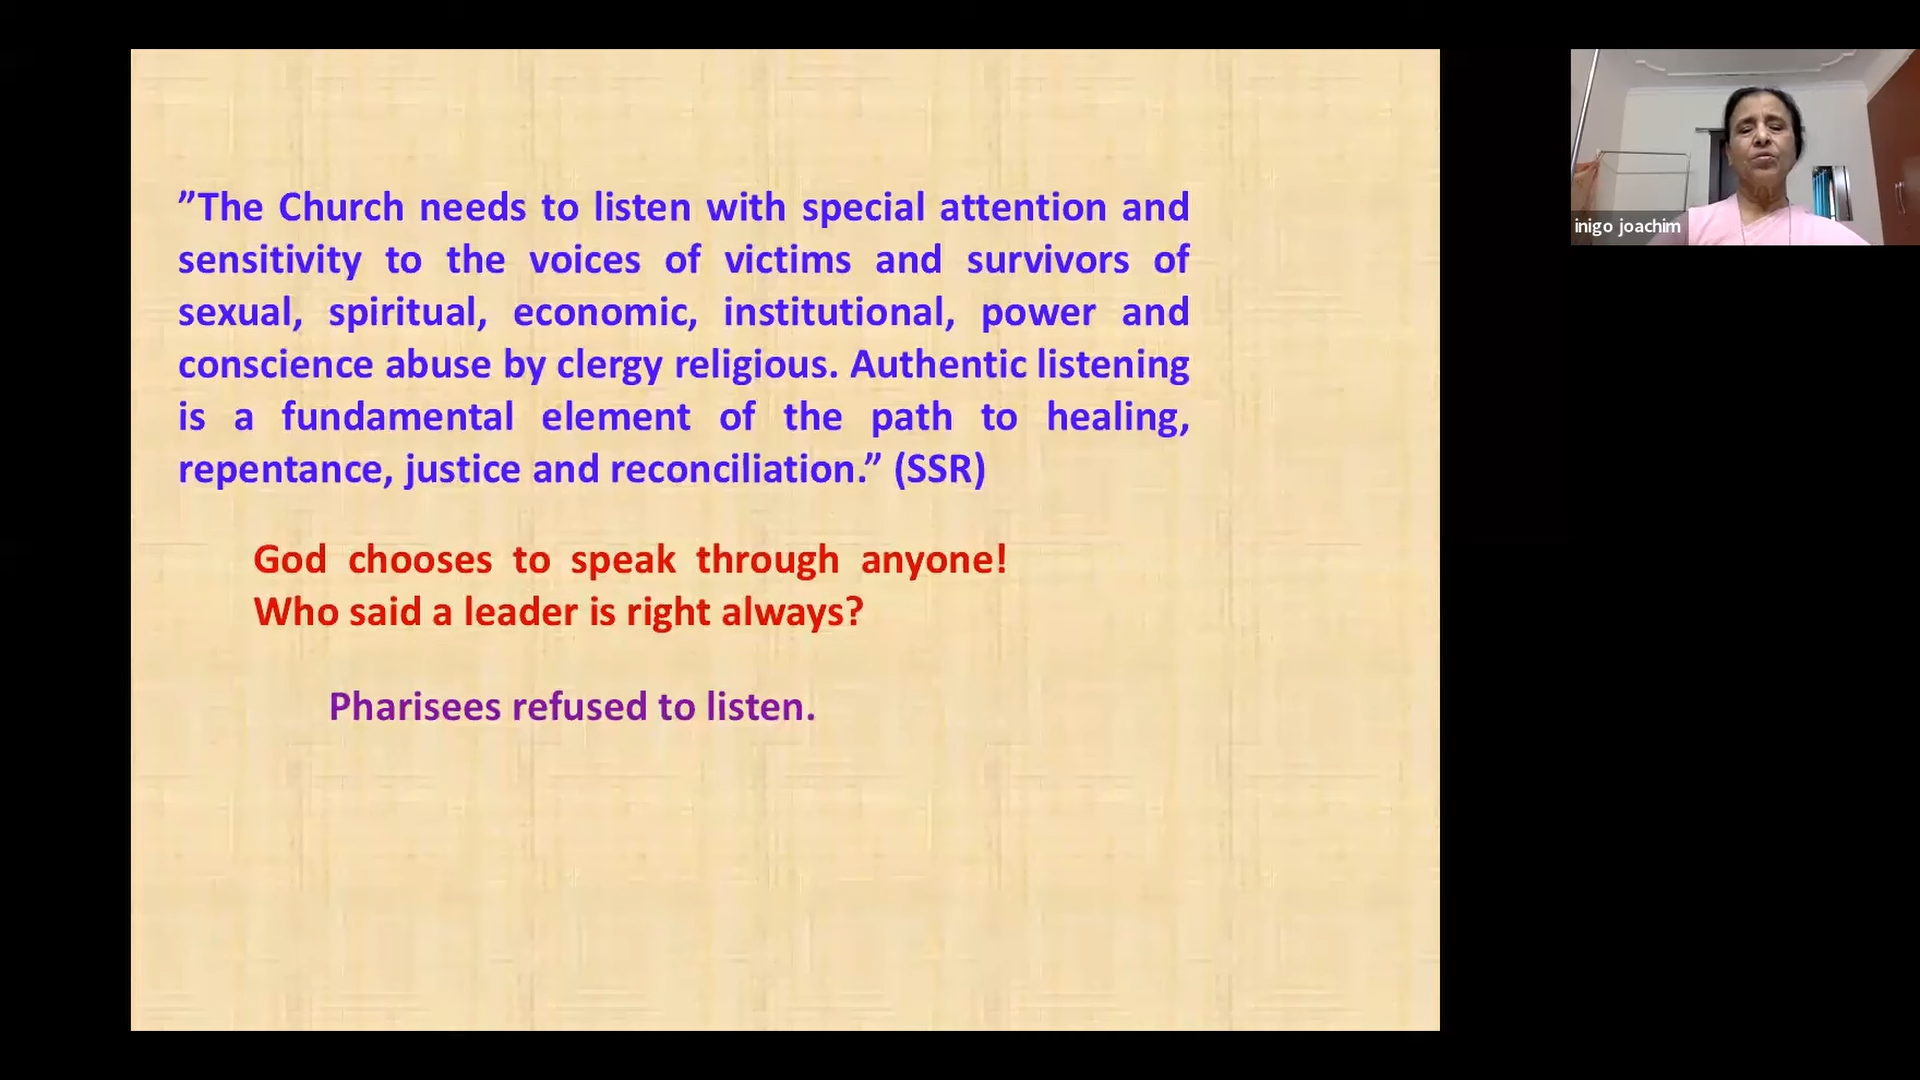 ”The Church needs to listen with special attention and
sensitivity to the voices of victims and survivors of
sexual, spiritual, economic, institutional, power and
conscience abuse by clergy religious. Authentic listening
is a fundamental element of the path to healing,
repentance, justice and reconciliation.” (SSR)
God chooses to speak through anyone!
Who said a leader is right always?
Pharisees refused to listen.
inigo joachim